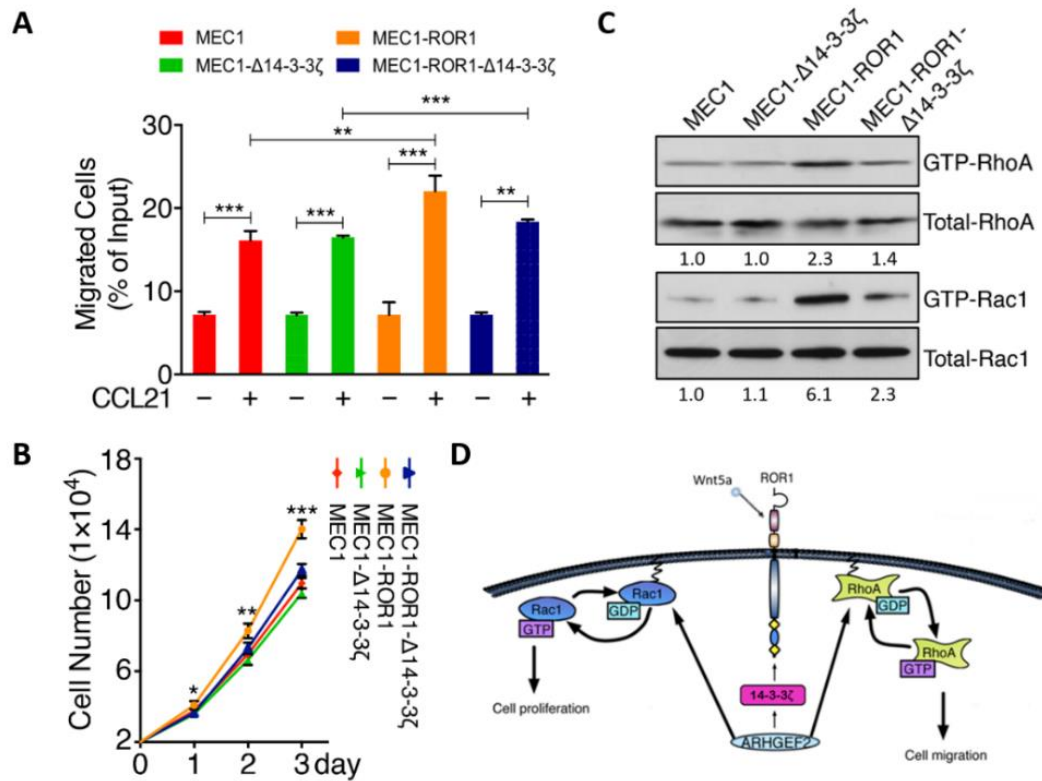 A
MEC1
MEC1-ROR1
MEC1-Δ14-3-3ζ
MEC1-ROR1-Δ14-3-3ζ
***
**
***
***
***
**
Migrated Cells
(% of Input)
30
20
10
0
CCL21 − + − + − + − +
B
Cell Number (1×10⁴)
18
14
10
6
2
0 1 2 3 day
*
**
***
MEC1
MEC1-Δ14-3-3ζ
MEC1-ROR1
MEC1-ROR1-Δ14-3-3ζ
C
MEC1
MEC1-Δ14-3-3ζ
MEC1-ROR1
MEC1-ROR1-
Δ14-3-3ζ
GTP-RhoA
Total-RhoA
1.0 1.0 2.3 1.4
GTP-Rac1
Total-Rac1
1.0 1.1 6.1 2.3
D
Wnt5a
ROR1
Rac1
GTP
Rac1
GDP
RhoA
GDP
RhoA
GTP
Cell proliferation
14-3-3ζ
ARHGEF2
Cell migration